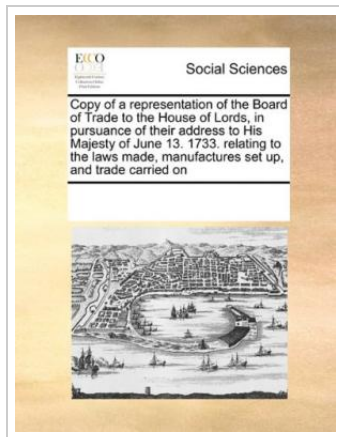 ECCO
Social Sciences
Copy of a representation of the Board
of Trade to the House of Lords, in
pursuance of their address to His
Majesty of June 13. 1733. relating to
the laws made, manufactures set up,
and trade carried on